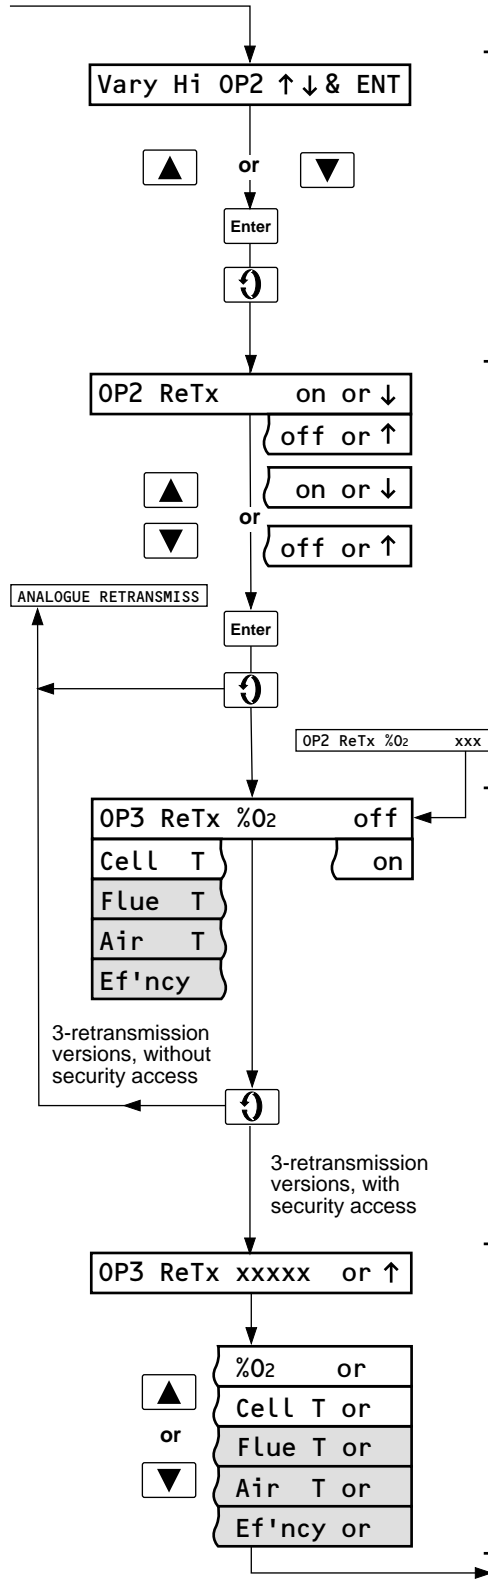 Vary Hi OP2 ↑↓& ENT
or
Enter
OP2 ReTx on or ↓
off or ↑
on or ↓
or
off or ↑
ANALOGUE RETRANSMISS
Enter
OP2 ReTx %O2 xxx
OP3 ReTx %O2 off
Cell T on
Flue T
Air T
Ef'ncy
3-retransmission
versions, without
security access
3-retransmission
versions, with
security access
OP3 ReTx xxxxx or ↑
%O2 or
Cell T or
or
Flue T or
Air T or
Ef'ncy or